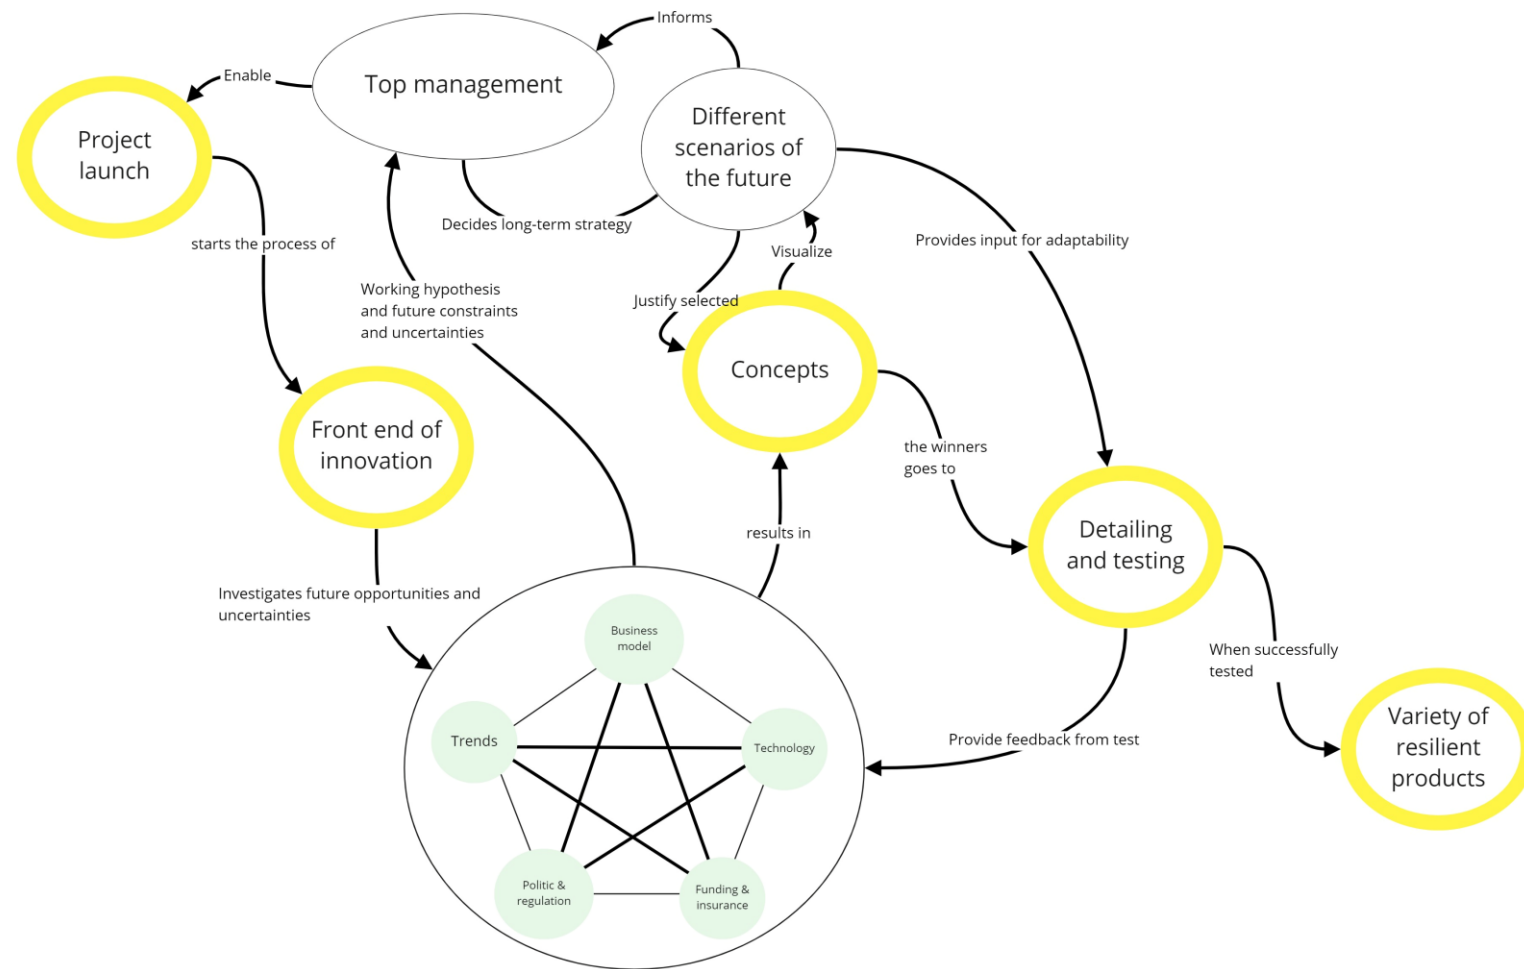 Informs
Enable
Top management
Different
scenarios of
the future
Project
launch
Decides long-term strategy
starts the process of
Provides input for adaptability
Visualize
Working hypothesis
and future constraints
and uncertainties
Justify selected
Concepts
Front end of
innovation
the winners
goes to
results in
Detailing
and testing
Investigates future opportunities and
uncertainties
Business
model
When successfully
tested
Trends
Technology
Provide feedback from test
Variety of
resilient
products
Politic &
regulation
Funding &
insurance